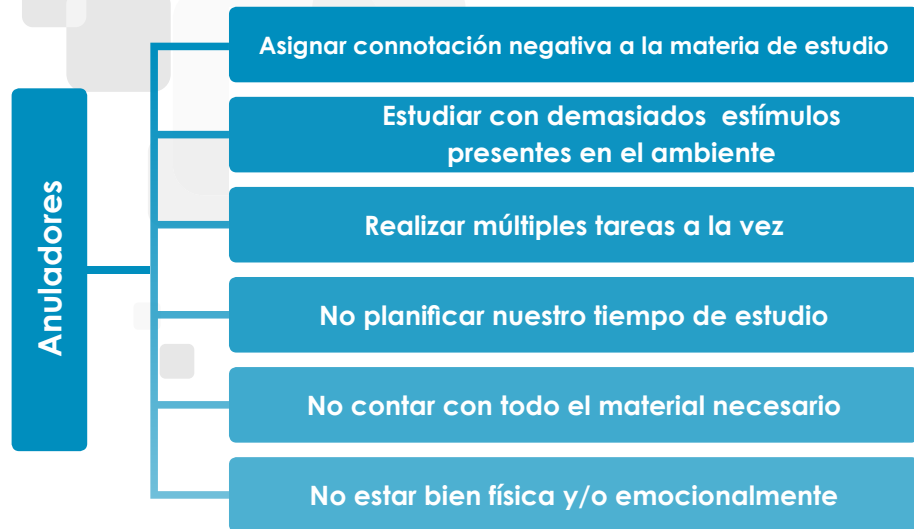 Anuladores
Asignar connotación negativa a la materia de estudio
Estudiar con demasiados estímulos
presentes en el ambiente
Realizar múltiples tareas a la vez
No planificar nuestro tiempo de estudio
No contar con todo el material necesario
No estar bien física y/o emocionalmente